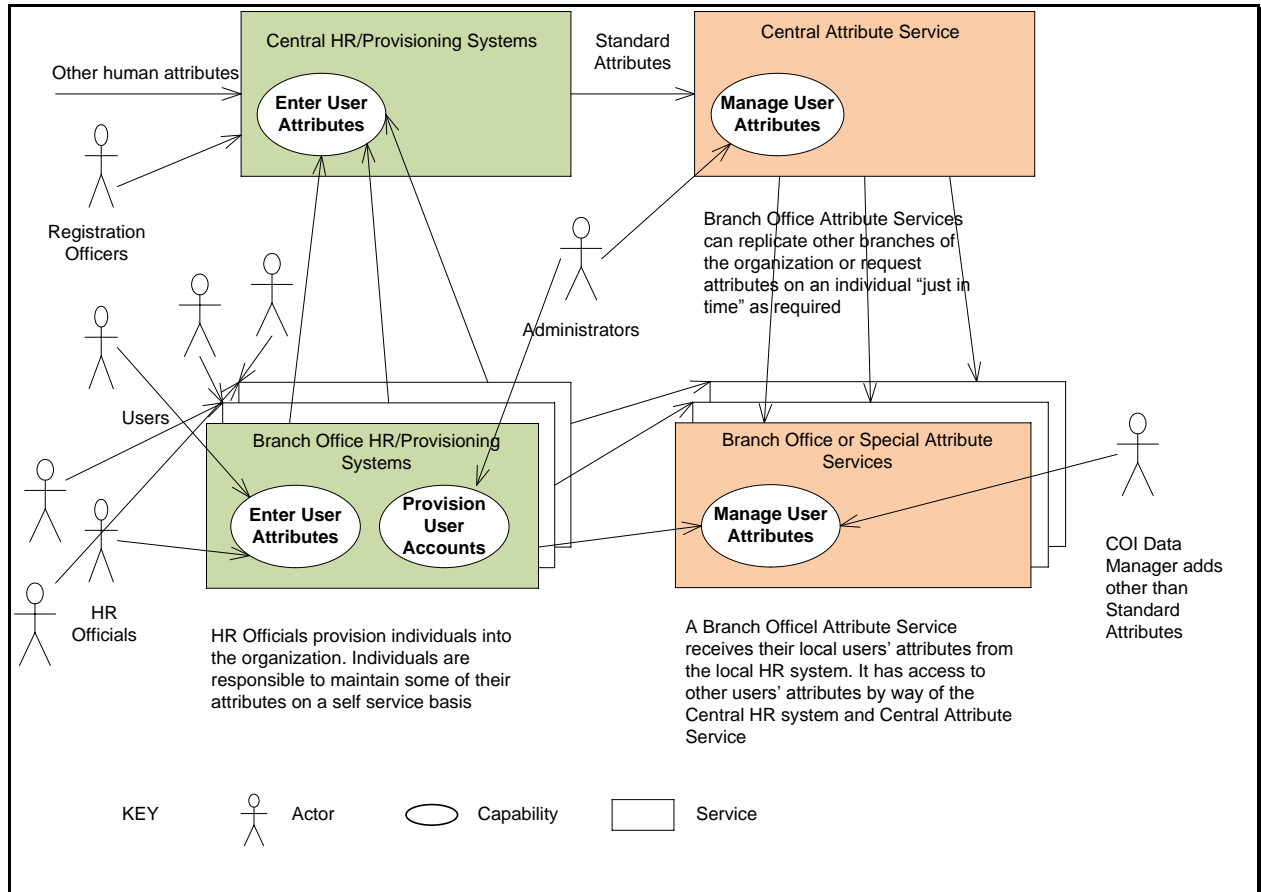 Central HR/Provisioning Systems
Standard
Attributes
Central Attribute Service
Other human attributes
Enter User
Attributes
Manage User
Attributes
Registration
Officers
Branch Office Attribute Services
can replicate other branches of
the organization or request
attributes on an individual “just in
time” as required
Administrators
Users
Branch Office HR/Provisioning
Systems
Enter User
Attributes
Provision
User
Accounts
Branch Office or Special Attribute
Services
Manage User
Attributes
COI Data
Manager adds
other than
Standard
Attributes
HR
Officials
HR Officials provision individuals into
the organization. Individuals are
responsible to maintain some of their
attributes on a self service basis
A Branch Officel Attribute Service
receives their local users’ attributes from
the local HR system. It has access to
other users’ attributes by way of the
Central HR system and Central Attribute
Service
KEY
Actor
Capability
Service